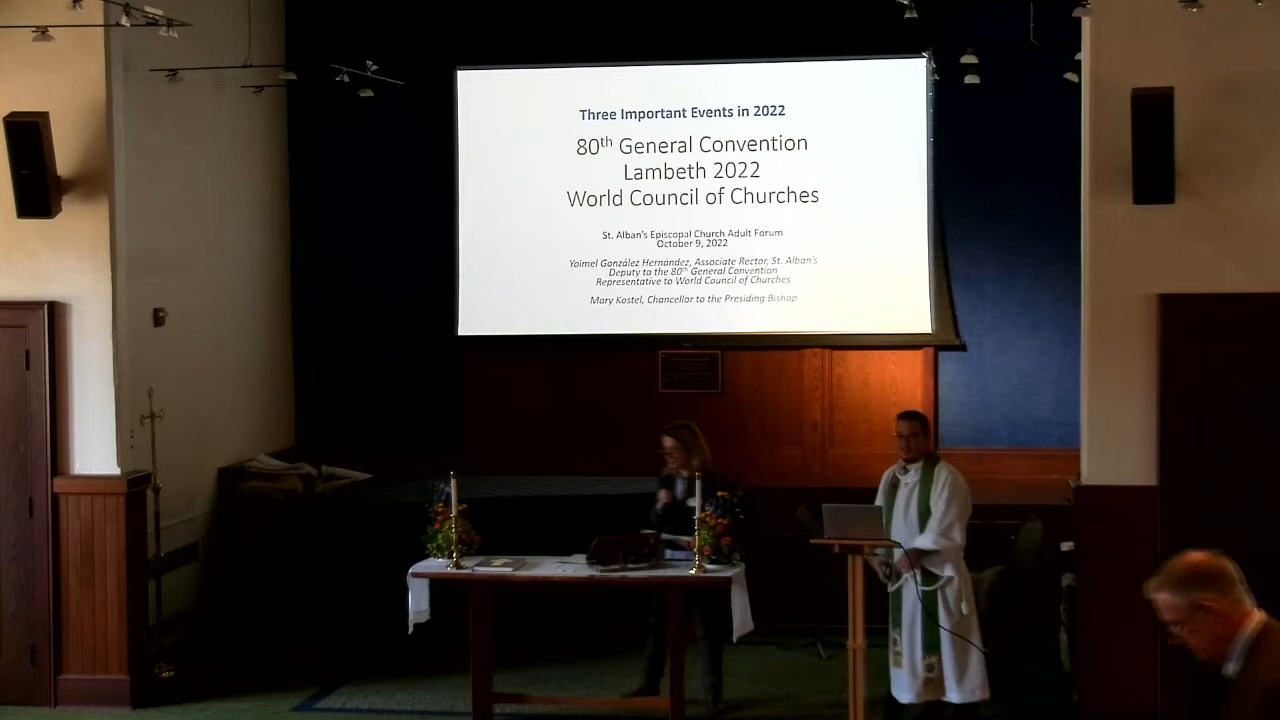 Three Important Events in 2022
80th General Convention
Lambeth 2022
World Council of Churches
St. Alban's Episcopal Church Adult Forum
October 9, 2022
Yoimel González Hernández, Associate Rector, St. Alban's
Deputy to the 80th General Convention
Representative to World Council of Churches
Mary Kostel, Chancellor to the Presiding Bishop